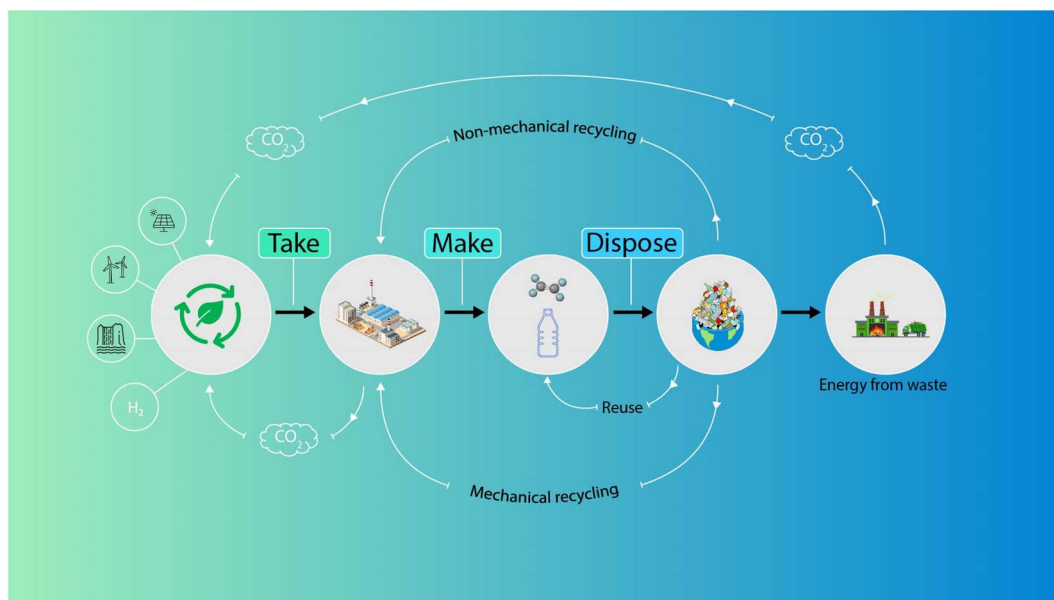 CO₂
CO₂
Non-mechanical recycling
Take
Make
Dispose
H₂
Energy from waste
Reuse
CO₂
Mechanical recycling